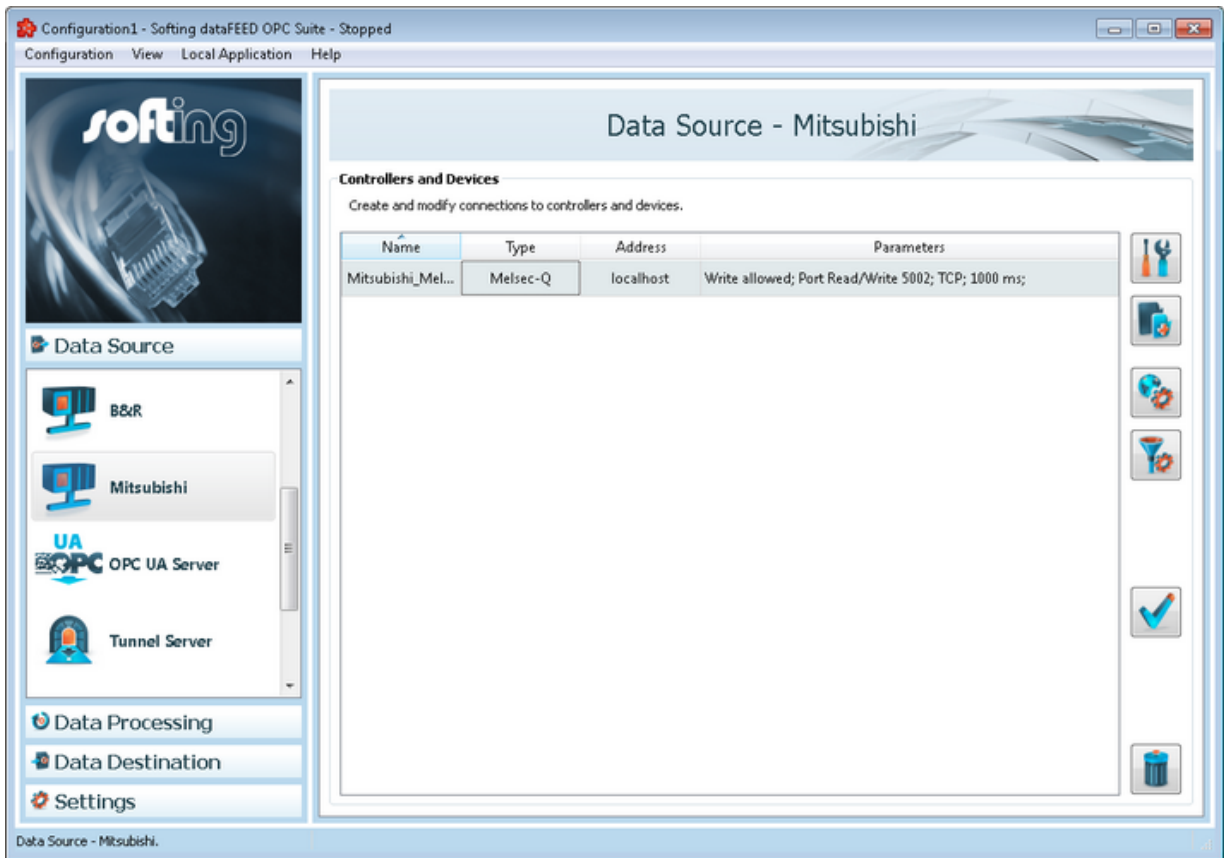 Configuration1 - Softing dataFEED OPC Suite - Stopped
Configuration View Local Application Help
softing
Data Source - Mitsubishi
Controllers and Devices
Create and modify connections to controllers and devices.
Name Type Address Parameters
Mitsubishi_Mel... Melsec-Q localhost Write allowed; Port Read/Write 5002; TCP; 1000 ms;
Data Source
B&R
Mitsubishi
UA
OPC OPC UA Server
Tunnel Server
Data Processing
Data Destination
Settings
Data Source - Mitsubishi.